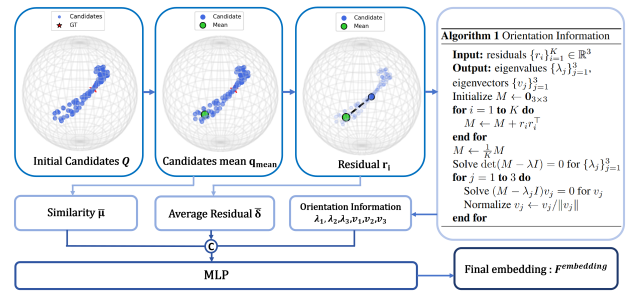 Candidates
GT
Initial Candidates Q
Candidate
Mean
Candidates mean q_mean
Candidate
Mean
Residual r_i
Algorithm 1 Orientation Information
Input: residuals {r_i}_{i=1}^K ∈ ℝ^3
Output: eigenvalues {λ_j}_{j=1}^3,
eigenvectors {v_j}_{j=1}^3
Initialize M ← 0_{3×3}
for i = 1 to K do
M ← M + r_i r_i^⊤
end for
M ← 1/K M
Solve det(M − λI) = 0 for {λ_j}_{j=1}^3
for j = 1 to 3 do
Solve (M − λ_j I)v_j = 0 for v_j
Normalize v_j ← v_j/‖v_j‖
end for
Similarity μ̄
Average Residual δ̄
Orientation Information
λ_1, λ_2, λ_3, v_1, v_2, v_3
C
MLP
Final embedding : F^{embedding}